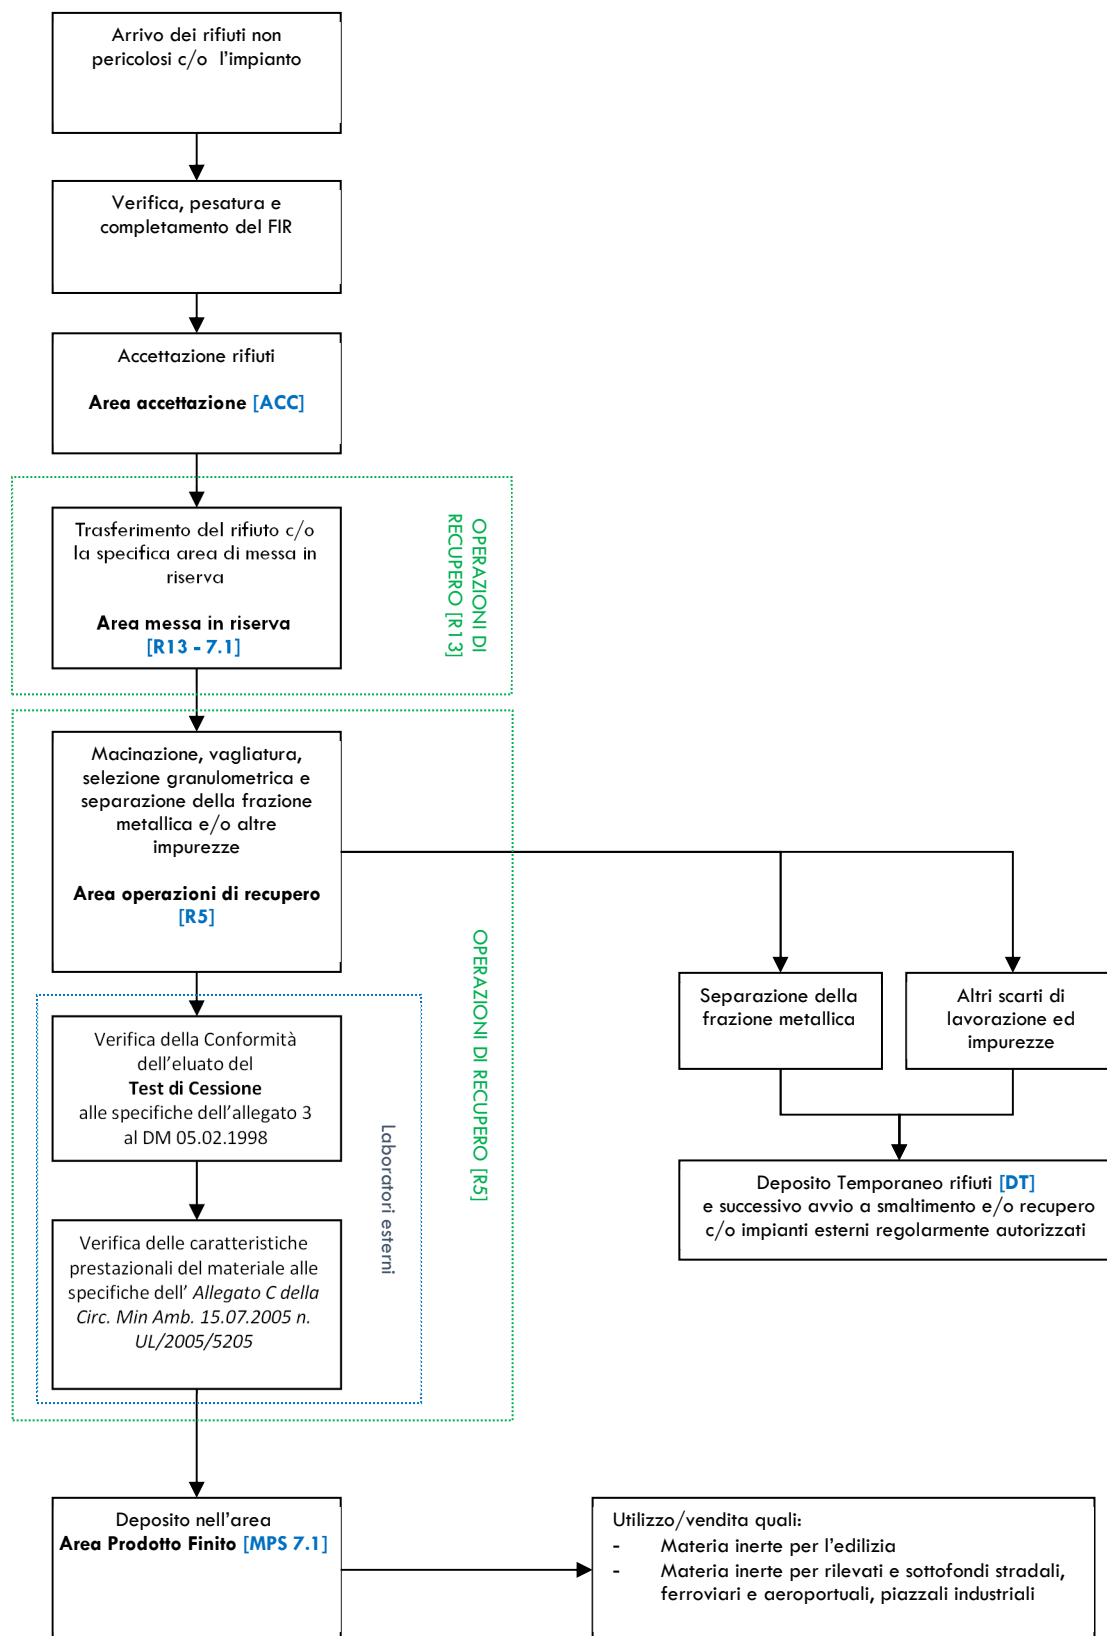 Arrivo dei rifiuti non
pericolosi c/o l'impianto
Verifica, pesatura e
completamento del FIR
Accettazione rifiuti
Area accettazione [ACC]
Trasferimento del rifiuto c/o
la specifica area di messa in
riserva
Area messa in riserva
[R13 - 7.1]
OPERAZIONI DI
RECUPERO [R13]
Macinazione, vagliatura,
selezione granulometrica e
separazione della frazione
metallica e/o altre
impurezze
Area operazioni di recupero
[R5]
OPERAZIONI DI RECUPERO [R5]
Separazione della
frazione metallica
Altri scarti di
lavorazione ed
impurezze
Verifica della Conformità
dell'eluato del
Test di Cessione
alle specifiche dell'allegato 3
al DM 05.02.1998
Laboratori esterni
Deposito Temporaneo rifiuti [DT]
e successivo avvio a smaltimento e/o recupero
c/o impianti esterni regolarmente autorizzati
Verifica delle caratteristiche
prestazionali del materiale alle
specifiche dell' Allegato C della
Circ. Min Amb. 15.07.2005 n.
UL/2005/5205
Deposito nell'area
Area Prodotto Finito [MPS 7.1]
Utilizzo/vendita quali:
- Materia inerte per l'edilizia
- Materia inerte per rilevati e sottofondi stradali,
ferroviari e aeroportuali, piazzali industriali